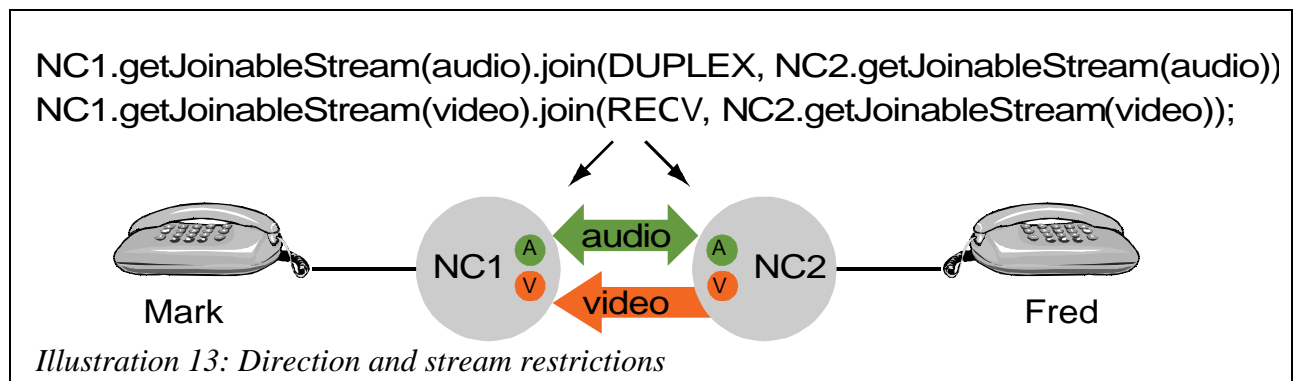 NC1.getJoinableStream(audio).join(DUPLEX, NC2.getJoinableStream(audio))
NC1.getJoinableStream(video).join(RECV, NC2.getJoinableStream(video));
audio
A
A
NC1
NC2
V
V
video
Mark
Fred
Illustration 13: Direction and stream restrictions